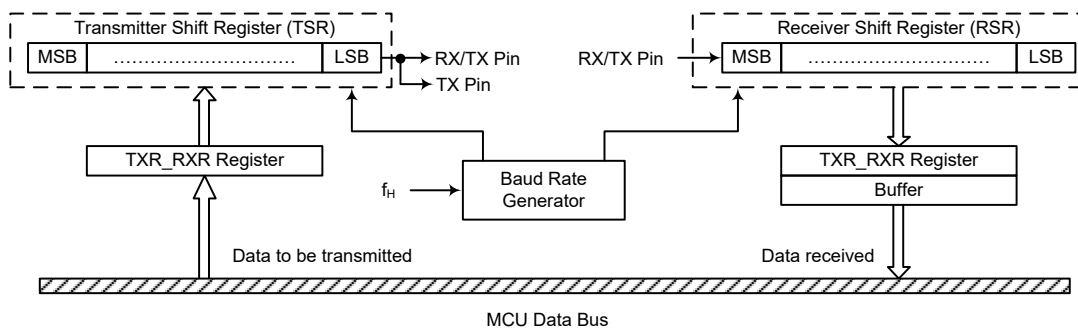 Transmitter Shift Register (TSR)
MSB ………………………… LSB
RX/TX Pin
TX Pin
Receiver Shift Register (RSR)
RX/TX Pin
MSB ………………………… LSB
TXR_RXR Register
fH
Baud Rate
Generator
TXR_RXR Register
Buffer
Data to be transmitted
Data received
MCU Data Bus